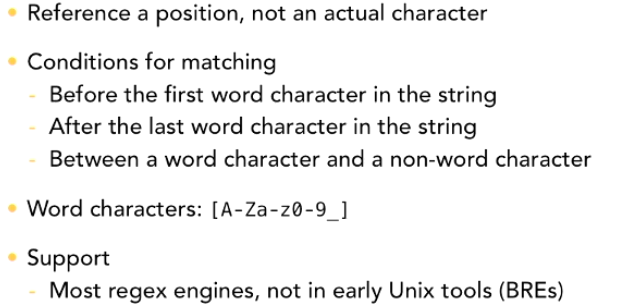 • Reference a position, not an actual character
• Conditions for matching
- Before the first word character in the string
- After the last word character in the string
- Between a word character and a non-word character
• Word characters: [A-Za-z0-9_]
• Support
- Most regex engines, not in early Unix tools (BREs)